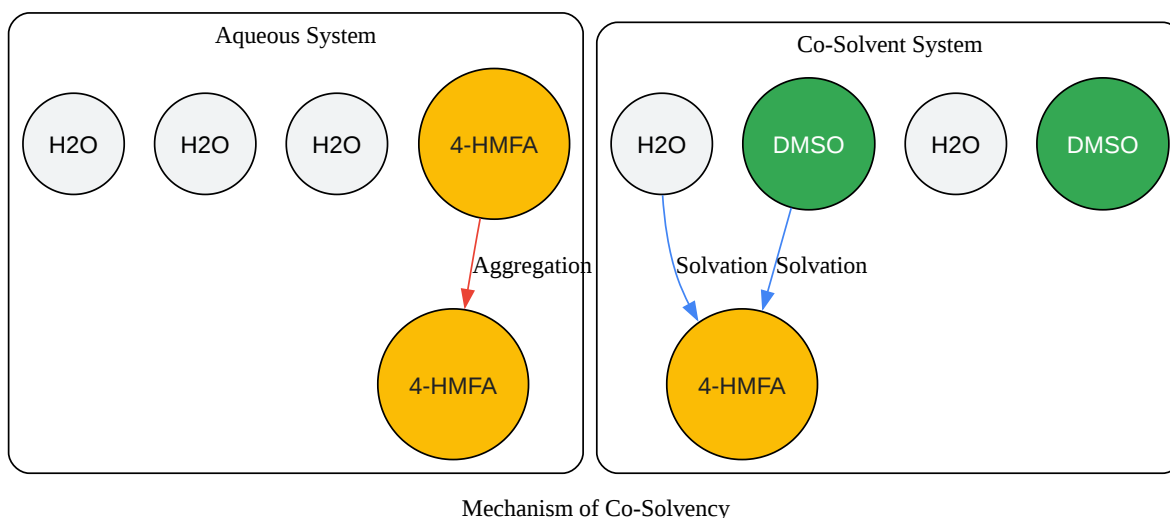 Aqueous System
H2O
H2O
H2O
4-HMFA
Aggregation
4-HMFA
Co-Solvent System
H2O
DMSO
H2O
DMSO
Solvation
Solvation
4-HMFA
Mechanism of Co-Solvency